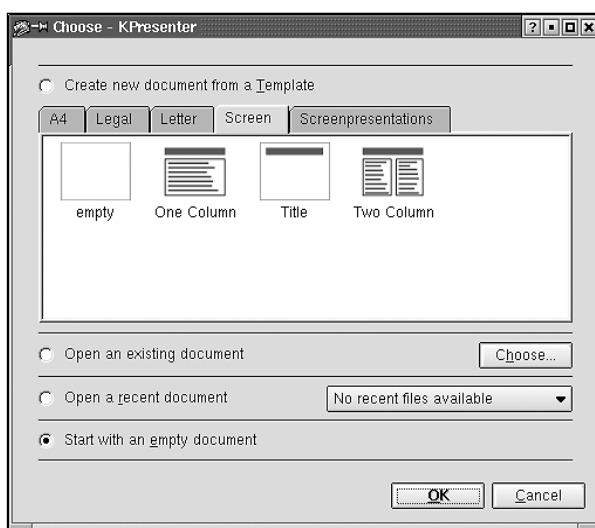 Choose - KPresenter
Create new document from a Template
A4 Legal Letter Screen Screenpresentations
empty One Column Title Two Column
Open an existing document Choose...
Open a recent document No recent files available
Start with an empty document
OK Cancel